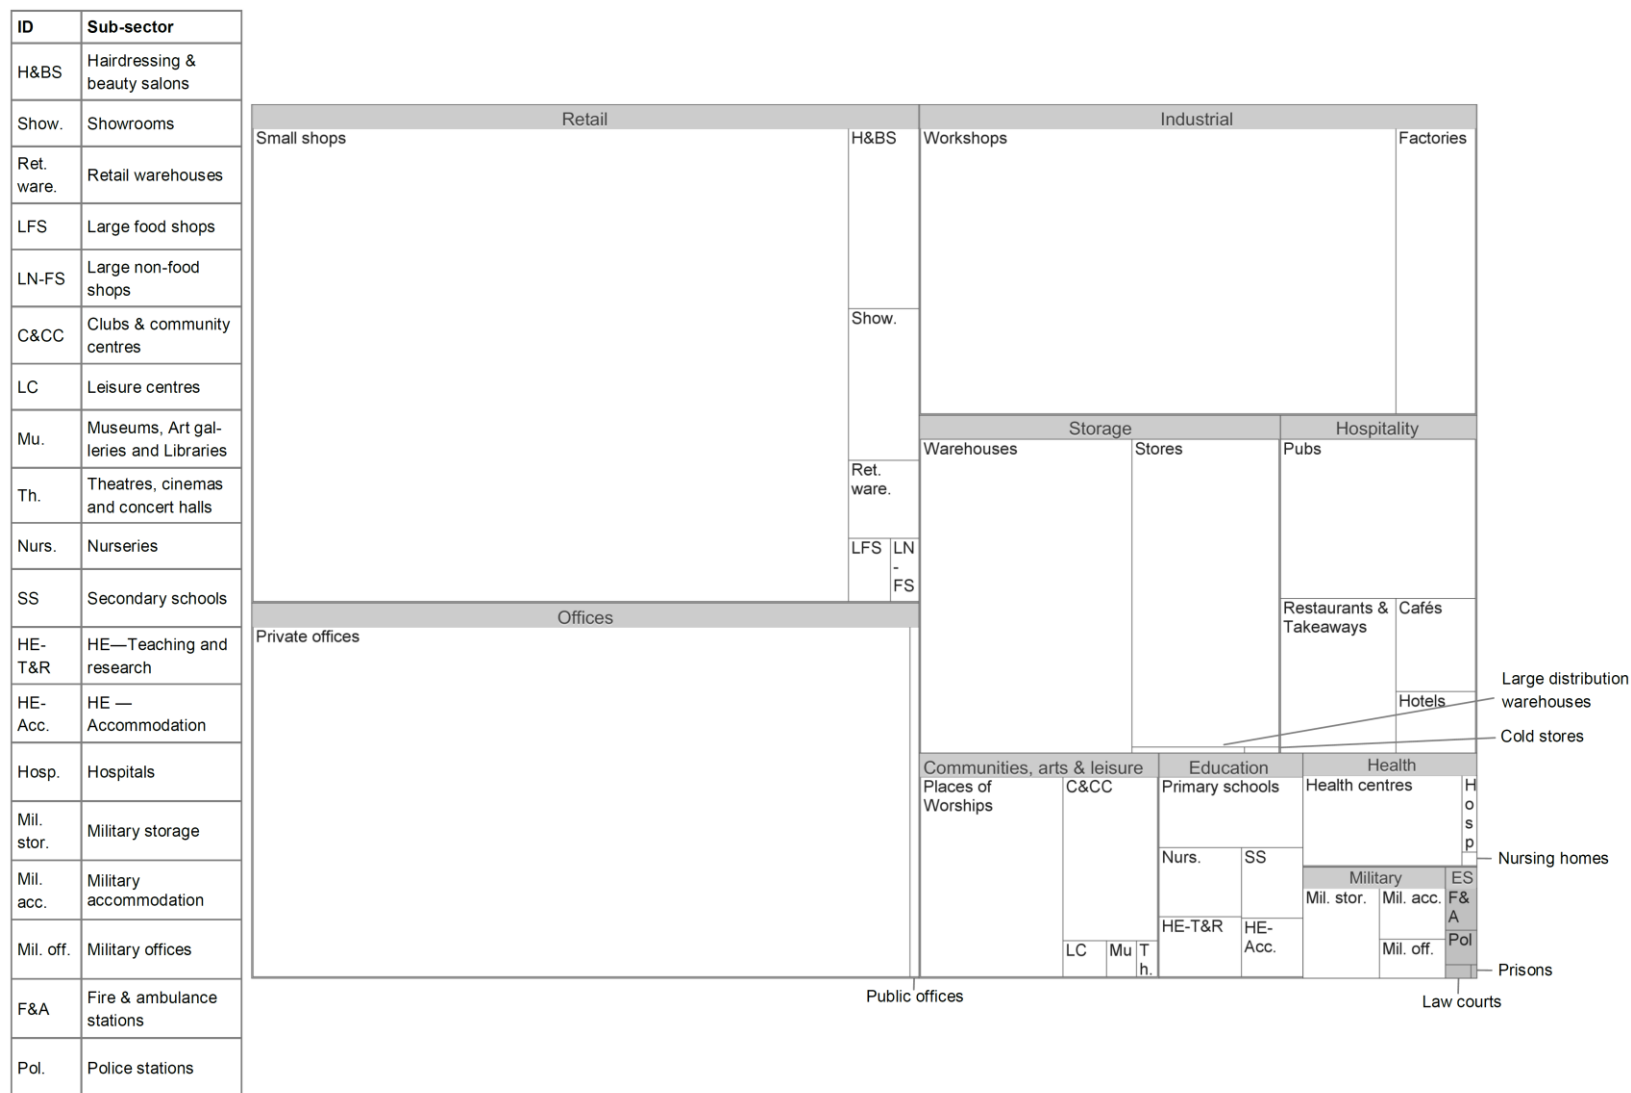 ID Sub-sector
H&BS Hairdressing &
beauty salons
Show. Showrooms
Ret.
ware. Retail warehouses
LFS Large food shops
LN-FS Large non-food
shops
C&CC Clubs & community
centres
LC Leisure centres
Mu. Museums, Art gal-
leries and Libraries
Th. Theatres, cinemas
and concert halls
Nurs. Nurseries
SS Secondary schools
HE-
T&R HE—Teaching and
research
HE-
Acc. HE —
Accommodation
Hosp. Hospitals
Mil.
stor. Military storage
Mil.
acc. Military
accommodation
Mil. off. Military offices
F&A Fire & ambulance
stations
Pol. Police stations
Retail
Small shops
H&BS
Show.
Ret.
ware.
LFS
LN
-
FS
Offices
Private offices
Public offices
Industrial
Workshops
Factories
Storage
Warehouses
Stores
Hospitality
Pubs
Restaurants &
Takeaways
Cafés
Hotels
Large distribution
warehouses
Cold stores
Communities, arts & leisure
Places of
Worships
C&CC
LC
Mu
T
h.
Education
Primary schools
Nurs.
SS
HE-T&R
HE-
Acc.
Health
Health centres
H
o
s
p
Nursing homes
Military
Mil. stor.
Mil. acc.
Mil. off.
ES
F&
A
Pol
Prisons
Law courts